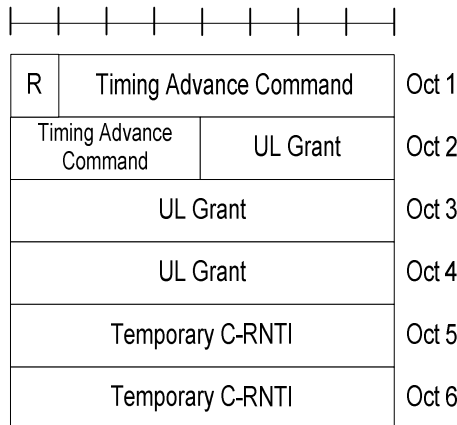 R Timing Advance Command Oct 1
Timing Advance
Command UL Grant Oct 2
UL Grant Oct 3
UL Grant Oct 4
Temporary C-RNTI Oct 5
Temporary C-RNTI Oct 6